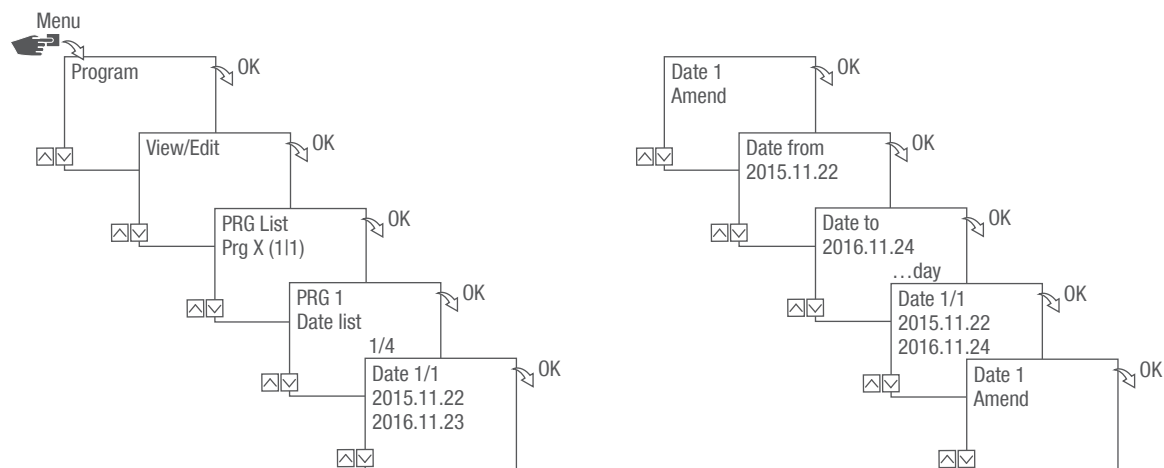 Menu
Program
OK
View/Edit
OK
PRG List
Prg X (1|1)
OK
PRG 1
Date list
OK
1/4
Date 1/1
2015.11.22
2016.11.23
OK
Date 1
Amend
OK
Date from
2015.11.22
OK
Date to
2016.11.24
OK
…day
Date 1/1
2015.11.22
2016.11.24
OK
Date 1
Amend
OK